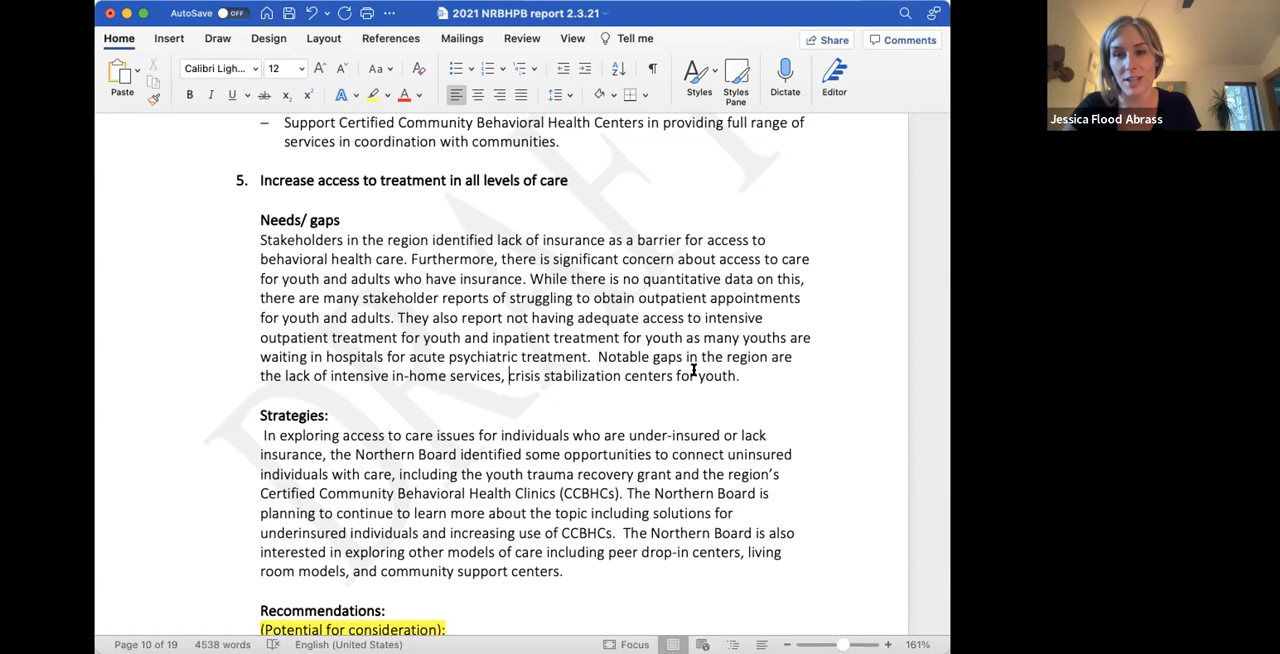 AutoSave OFF
2021 NRBHPB report 2.3.21
Home Insert Draw Design Layout References Mailings Review View Tell me Share Comments
Paste Calibri Ligh... 12 Aa Styles Styles Pane Dictate Editor
– Support Certified Community Behavioral Health Centers in providing full range of
services in coordination with communities.
5. Increase access to treatment in all levels of care
Needs/ gaps
Stakeholders in the region identified lack of insurance as a barrier for access to
behavioral health care. Furthermore, there is significant concern about access to care
for youth and adults who have insurance. While there is no quantitative data on this,
there are many stakeholder reports of struggling to obtain outpatient appointments
for youth and adults. They also report not having adequate access to intensive
outpatient treatment for youth and inpatient treatment for youth as many youths are
waiting in hospitals for acute psychiatric treatment.  Notable gaps in the region are
the lack of intensive in-home services, crisis stabilization centers for youth.
Strategies:
In exploring access to care issues for individuals who are under-insured or lack
insurance, the Northern Board identified some opportunities to connect uninsured
individuals with care, including the youth trauma recovery grant and the region's
Certified Community Behavioral Health Clinics (CCBHCs). The Northern Board is
planning to continue to learn more about the topic including solutions for
underinsured individuals and increasing use of CCBHCs.  The Northern Board is also
interested in exploring other models of care including peer drop-in centers, living
room models, and community support centers.
Recommendations:
(Potential for consideration):
DRAFT
Page 10 of 19 4538 words English (United States) Focus 161%
Jessica Flood Abrass